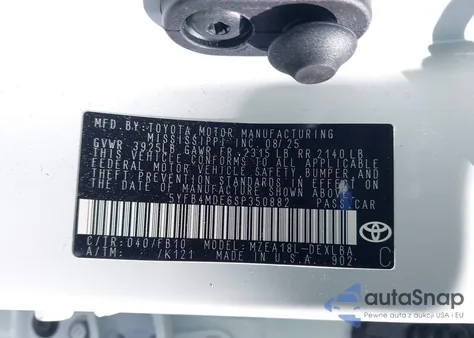 MFD. BY: TOYOTA MOTOR MANUFACTURING
MISSISSIPPI INC. 08/25
GVWR 3925LB GAWR FR 2315LB RR 2140LB
THIS VEHICLE CONFORMS TO ALL APPLICABLE
FEDERAL MOTOR VEHICLE SAFETY, BUMPER, AND
THEFT PREVENTION STANDARDS IN EFFECT ON
THE DATE OF MANUFACTURE SHOWN ABOVE.
5YFB4MDE6SP350882 PASS.CAR
C/TR: 040/FB10 MODEL: MZEA18L-DEXLBA
A/TM: /K121 MADE IN U.S.A. 902
C
TOYOTA
autoSnap
Pewne auta z aukcji USA i EU